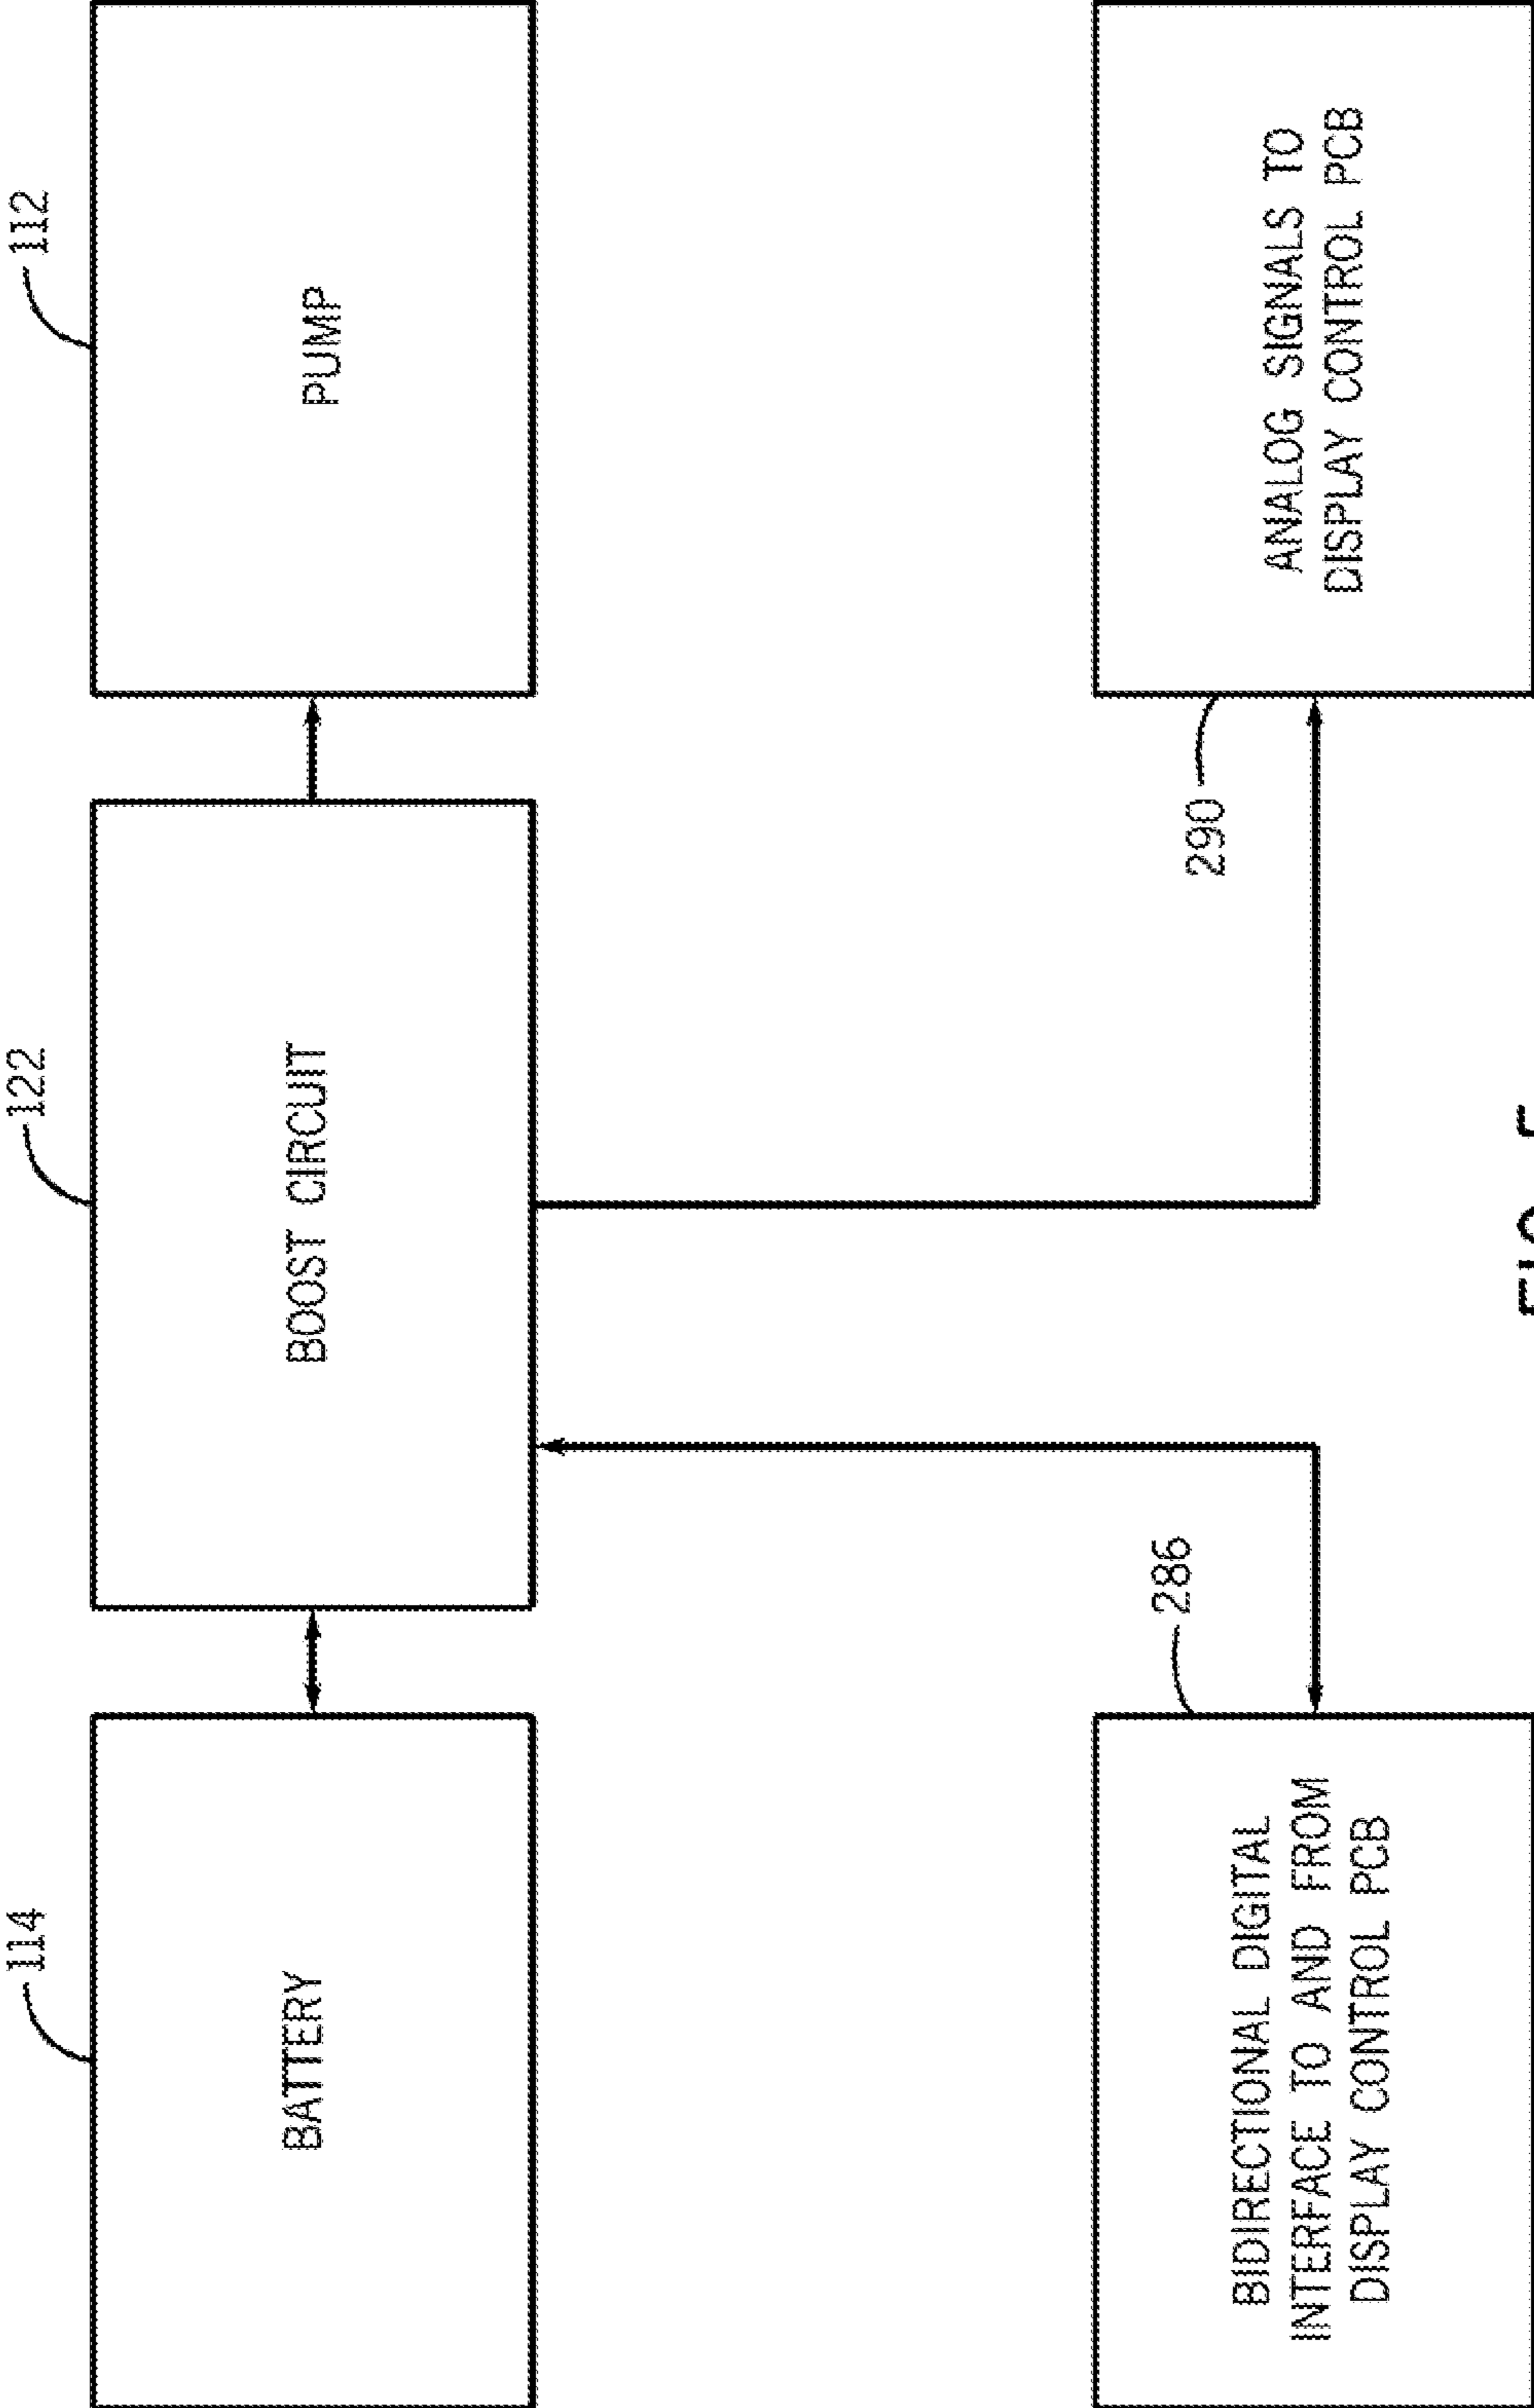 114
122
112
BATTERY
BOOST CIRCUIT
PUMP
286
290
BIDIRECTIONAL DIGITAL
INTERFACE TO AND FROM
DISPLAY CONTROL PCB
ANALOG SIGNALS TO
DISPLAY CONTROL PCB